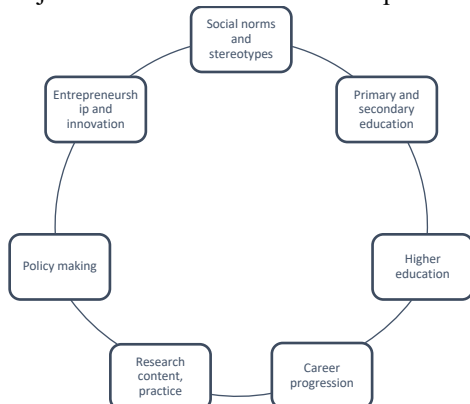 Social norms
and
stereotypes
Primary and
secondary
education
Higher
education
Career
progression
Research
content,
practice
Policy making
Entrepreneursh
ip and
innovation